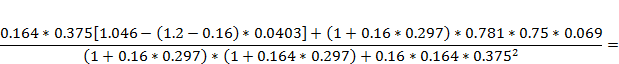 0.164 * 0.375[1.046 − (1.2 − 0.16) * 0.0403] + (1 + 0.16 * 0.297) * 0.781 * 0.75 * 0.069
(1 + 0.16 * 0.297) * (1 + 0.164 * 0.297) + 0.16 * 0.164 * 0.375² =